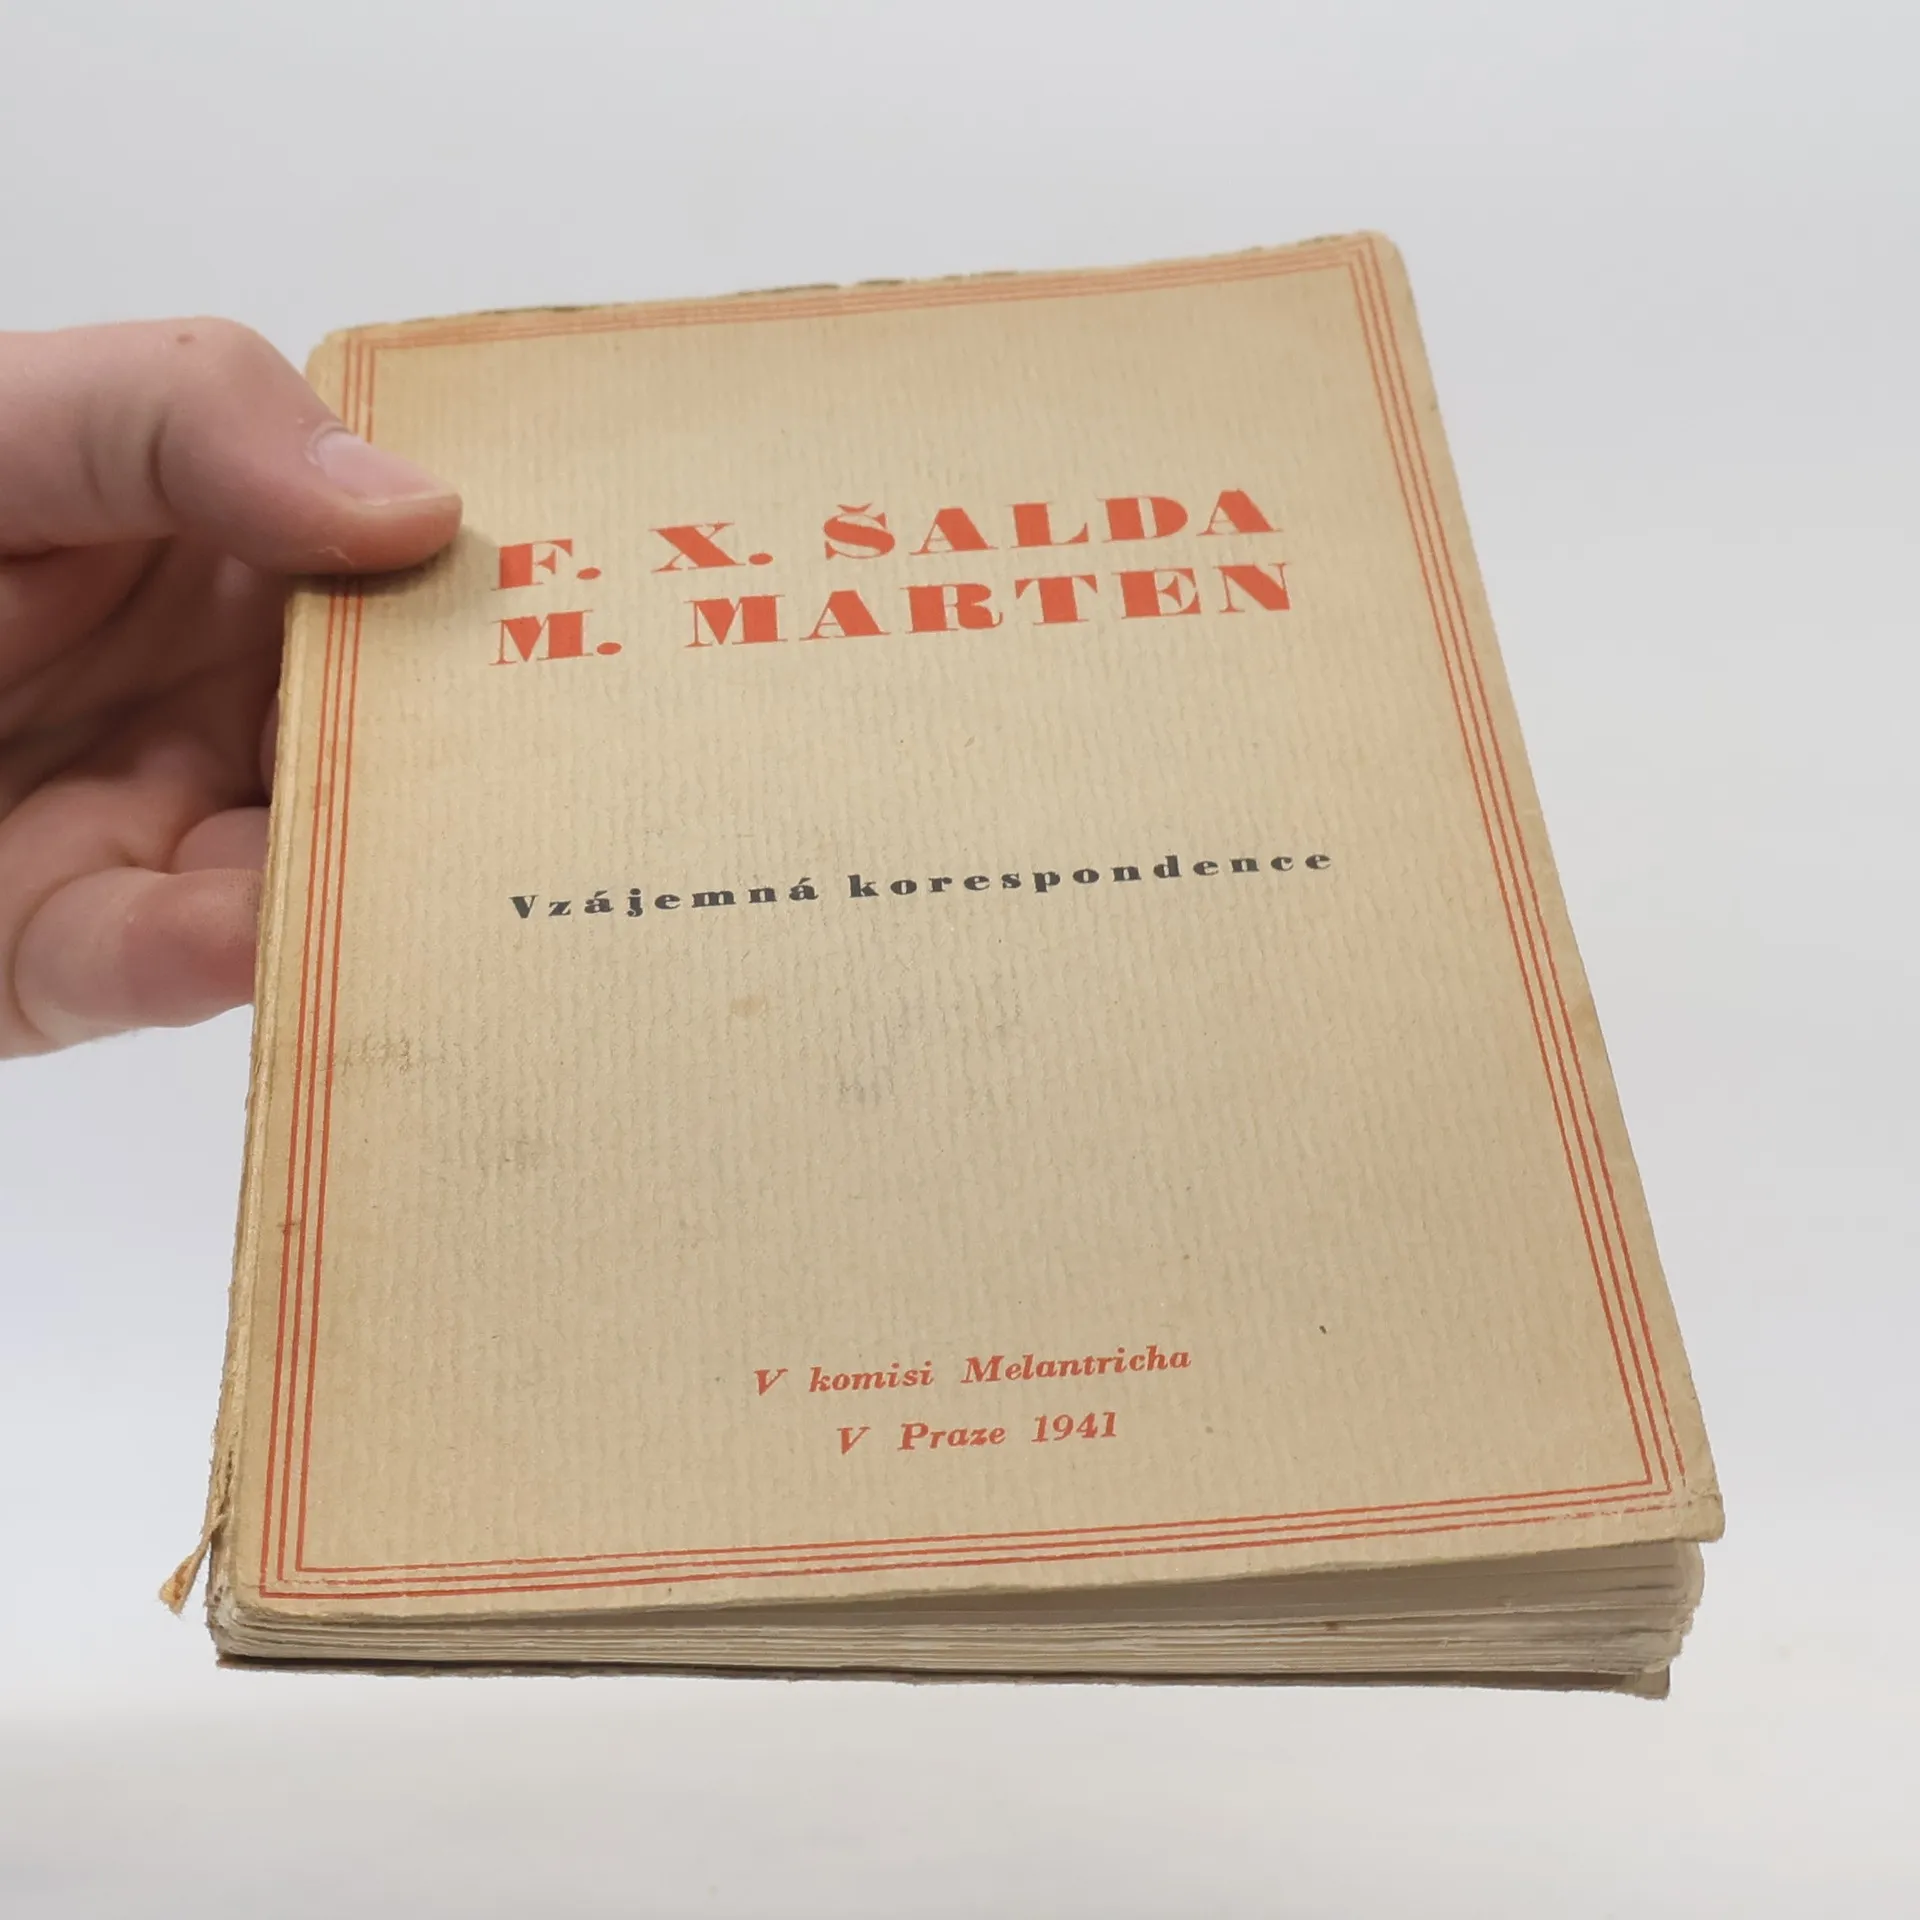 F. X. ŠALDA
M. MARTEN
Vzájemná korespondence
V komisi Melantricha
V Praze 1941